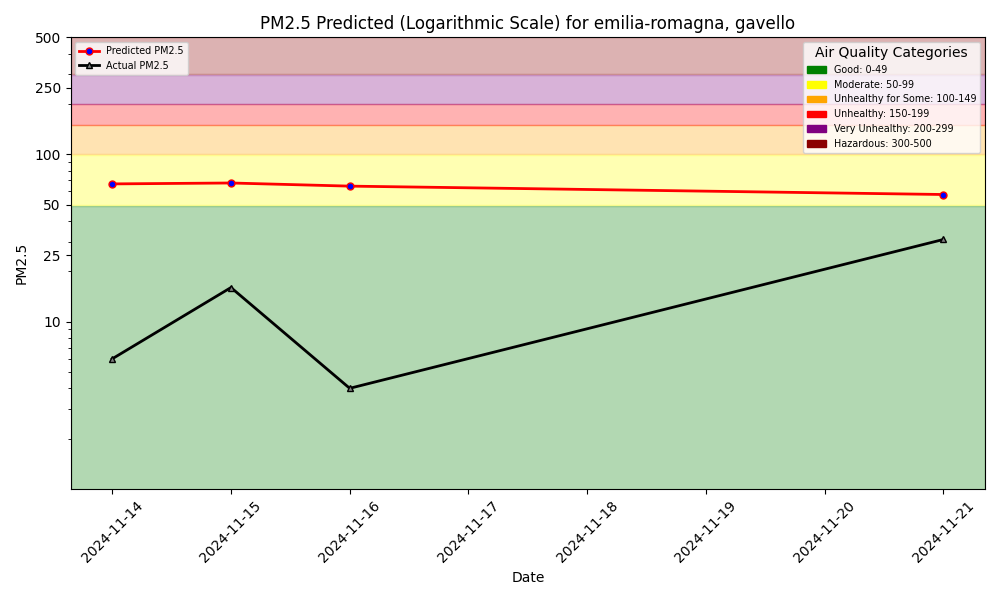 PM2.5 Predicted (Logarithmic Scale) for emilia-romagna, gavello
Predicted PM2.5
Actual PM2.5
Air Quality Categories
Good: 0-49
Moderate: 50-99
Unhealthy for Some: 100-149
Unhealthy: 150-199
Very Unhealthy: 200-299
Hazardous: 300-500
500
250
100
50
25
10
PM2.5
2024-11-14
2024-11-15
2024-11-16
2024-11-17
2024-11-18
2024-11-19
2024-11-20
2024-11-21
Date